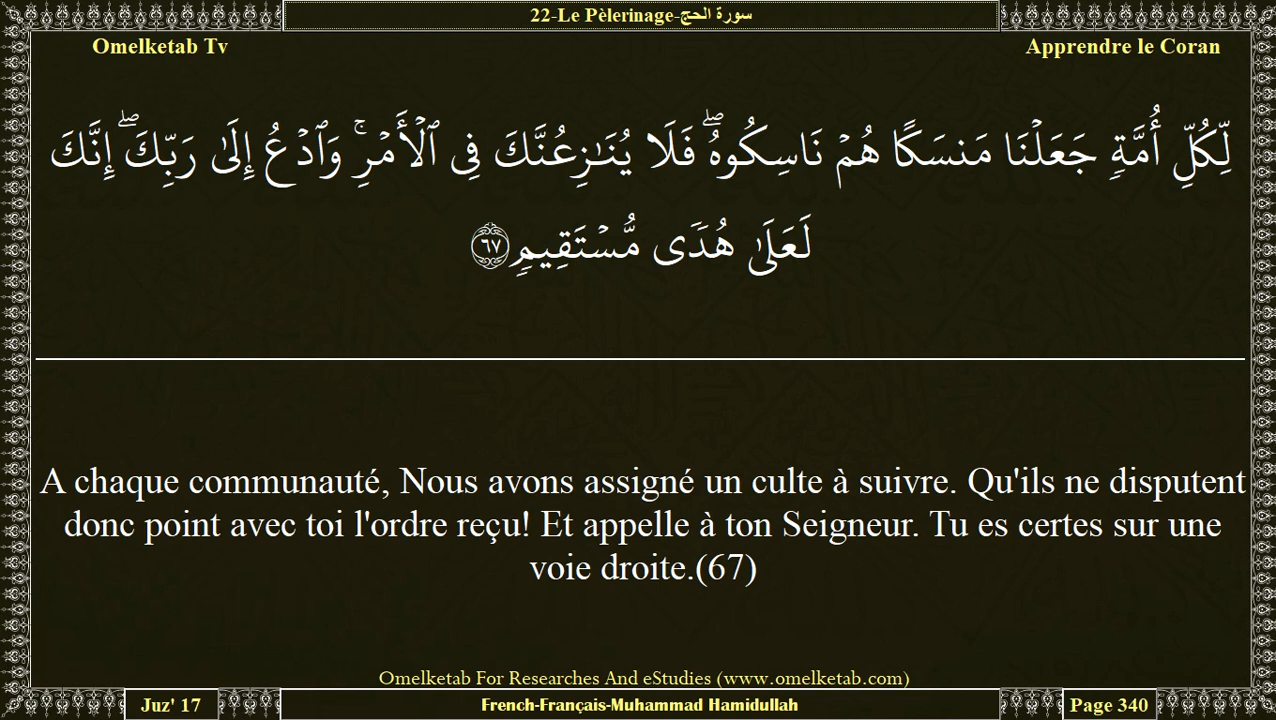 22-Le Pèlerinage-سورة الحج
Omelketab Tv
Apprendre le Coran
لِّكُلِّ أُمَّةٍ جَعَلْنَا مَنسَكًا هُمْ نَاسِكُوهُ ۖ فَلَا يُنَـٰزِعُنَّكَ فِى ٱلْأَمْرِ ۚ وَٱدْعُ إِلَىٰ رَبِّكَ ۖ إِنَّكَ
لَعَلَىٰ هُدًى مُّسْتَقِيمٍ ٦٧
A chaque communauté, Nous avons assigné un culte à suivre. Qu'ils ne disputent
donc point avec toi l'ordre reçu! Et appelle à ton Seigneur. Tu es certes sur une
voie droite.(67)
Omelketab For Researches And eStudies (www.omelketab.com)
Juz' 17
French-Français-Muhammad Hamidullah
Page 340